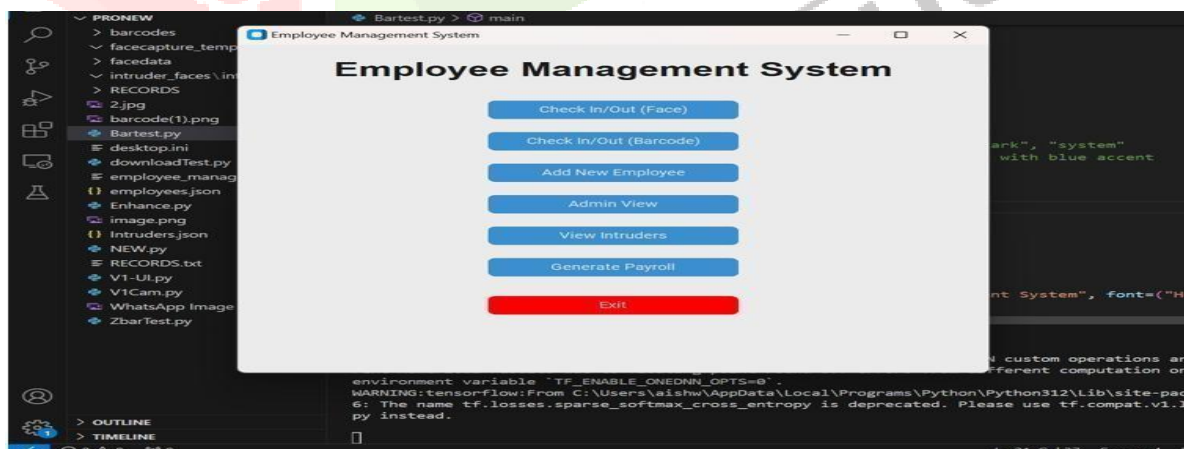 PRONEW
barcodes
facecapture_temp
facedata
intruder_faces\in
RECORDS
2.jpg
barcode(1).png
Bartest.py
desktop.ini
downloadTest.py
employee_manag
employees.json
Enhance.py
image.png
Intruders.json
NEW.py
RECORDS.txt
V1-UI.py
V1Cam.py
WhatsApp Image
ZbarTest.py
OUTLINE
TIMELINE
Bartest.py > main
Employee Management System
Employee Management System
Check In/Out (Face)
Check In/Out (Barcode)
Add New Employee
Admin View
View Intruders
Generate Payroll
Exit
ark", "system"
with blue accent
nt System", font=("H
custom operations ar
fferent computation or
environment variable `TF_ENABLE_ONEDNN_OPTS=0`.
WARNING:tensorflow:From C:\Users\aishw\AppData\Local\Programs\Python\Python312\Lib\site-pac
6: The name tf.losses.sparse_softmax_cross_entropy is deprecated. Please use tf.compat.v1.l
py instead.